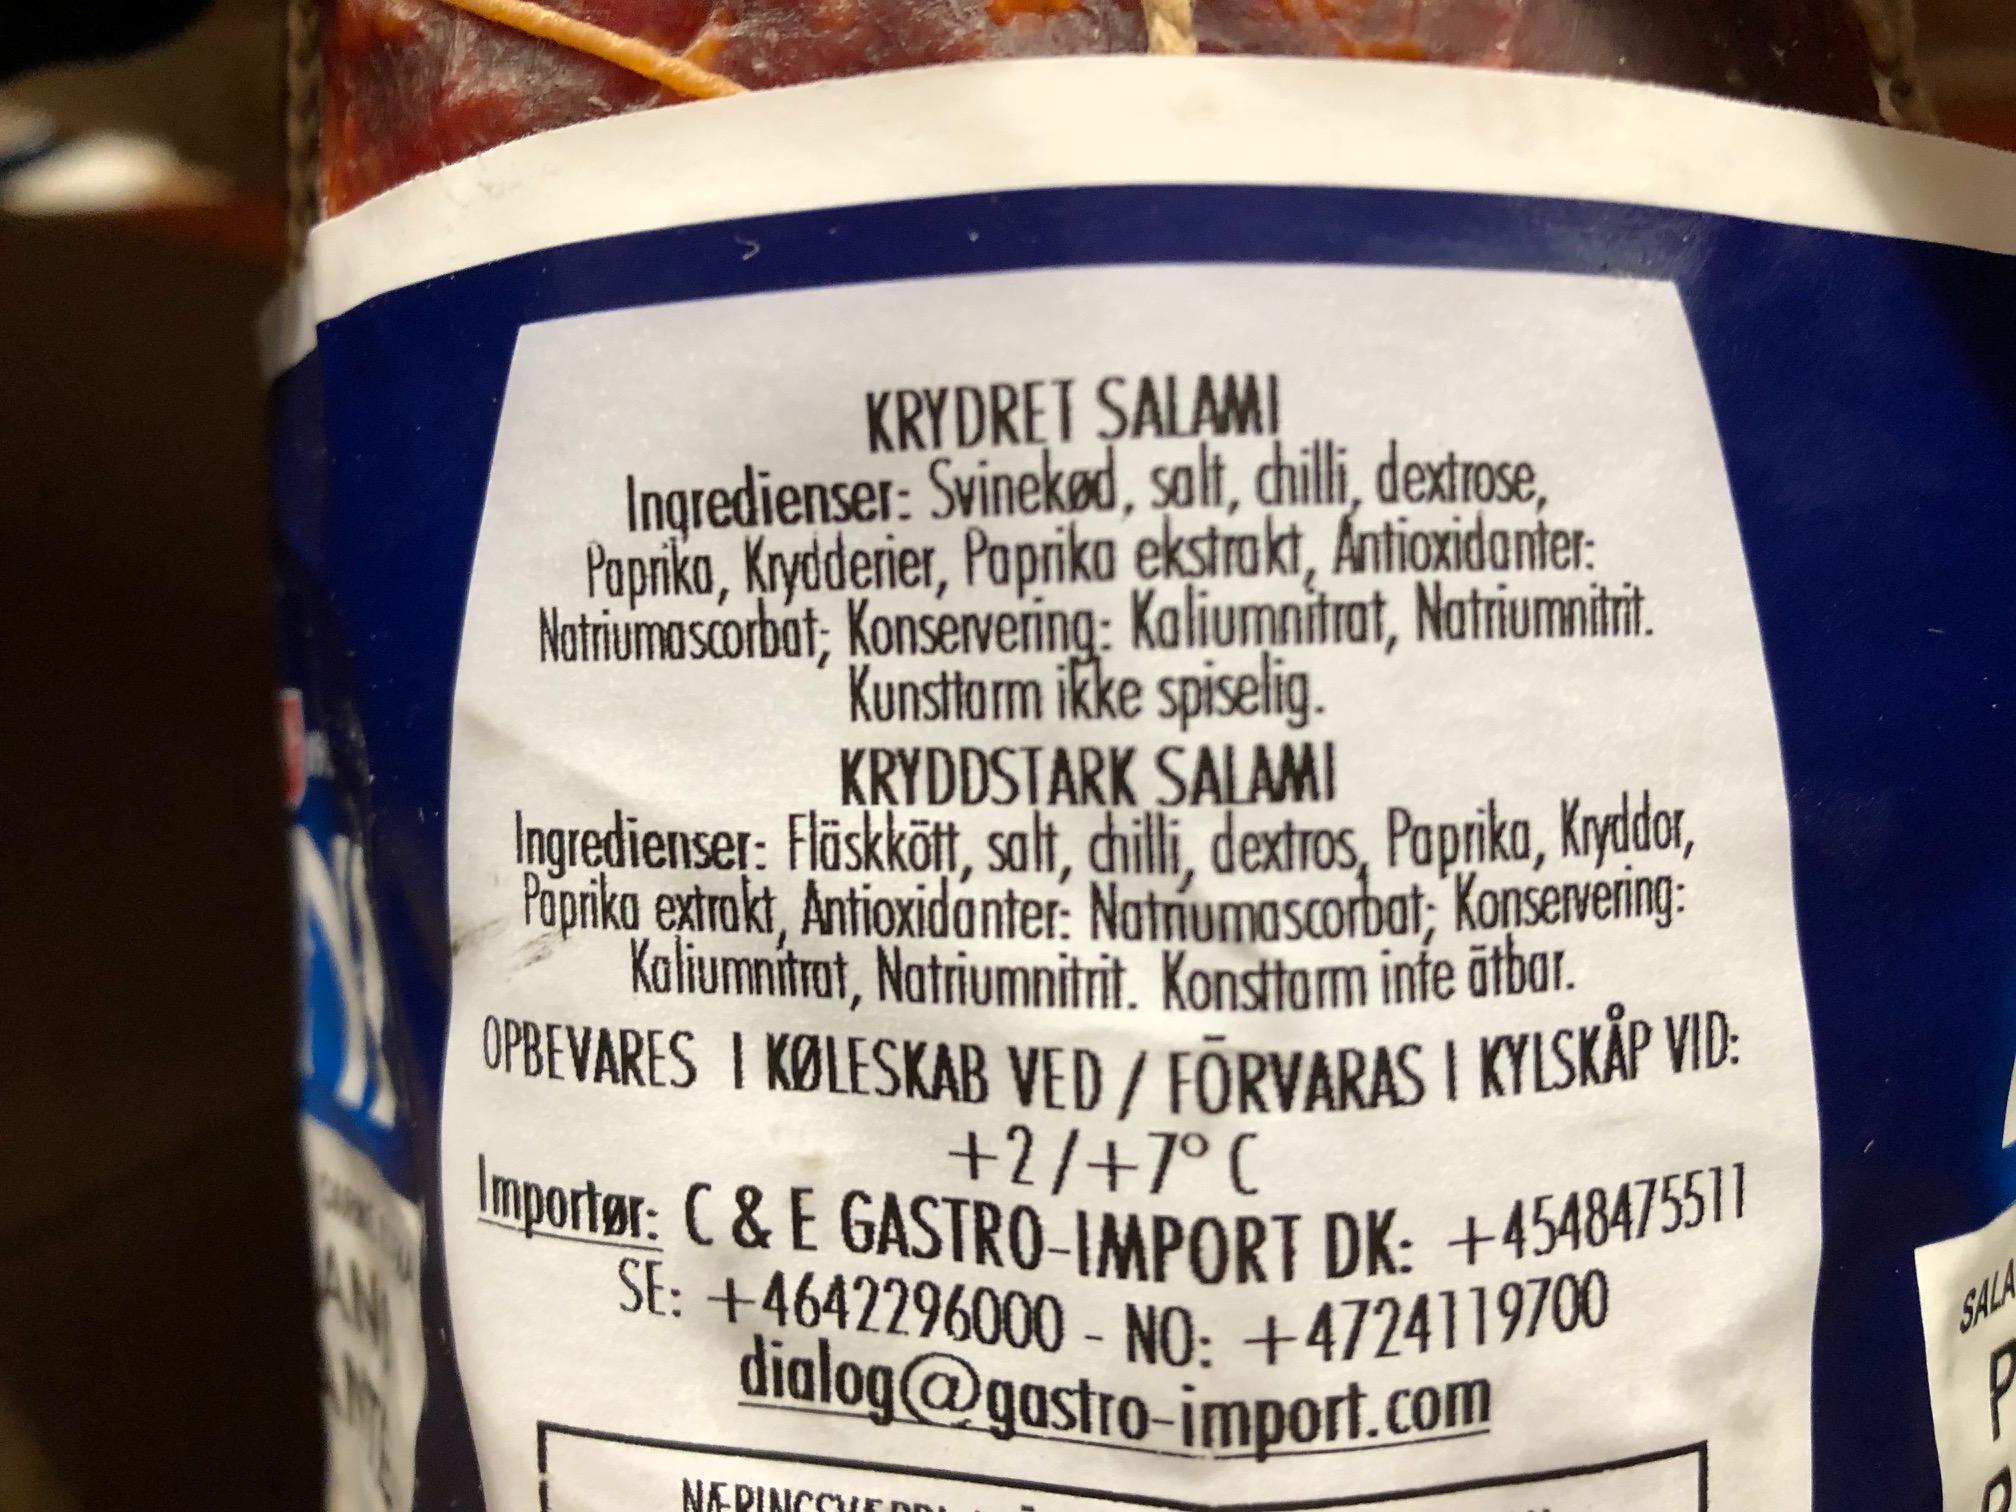 KRYDRET SALAMI
Ingredienser: Svinekød, salt, chilli, dextrose,
Paprika, Krydderier, Paprika ekstrakt, Antioxidanter:
Natriumascorbat; Konservering: Kaliumnitrat, Natriumnitrit.
Kunsttarm ikke spiselig.
KRYDDSTARK SALAMI
Ingredienser: Fläskkött, salt, chilli, dextros, Paprika, Kryddor,
Paprika extrakt, Antioxidanter: Natriumascorbat; Konservering:
Kaliumnitrat, Natriumnitrit. Konsttarm inte ätbar.
OPBEVARES I KØLESKAB VED / FÖRVARAS I KYLSKÅP VID:
+2/+7° C
Importør: C & E GASTRO-IMPORT DK: +4548475511
SE: +4642296000 - NO: +4724119700
dialog@gastro-import.com
SALA